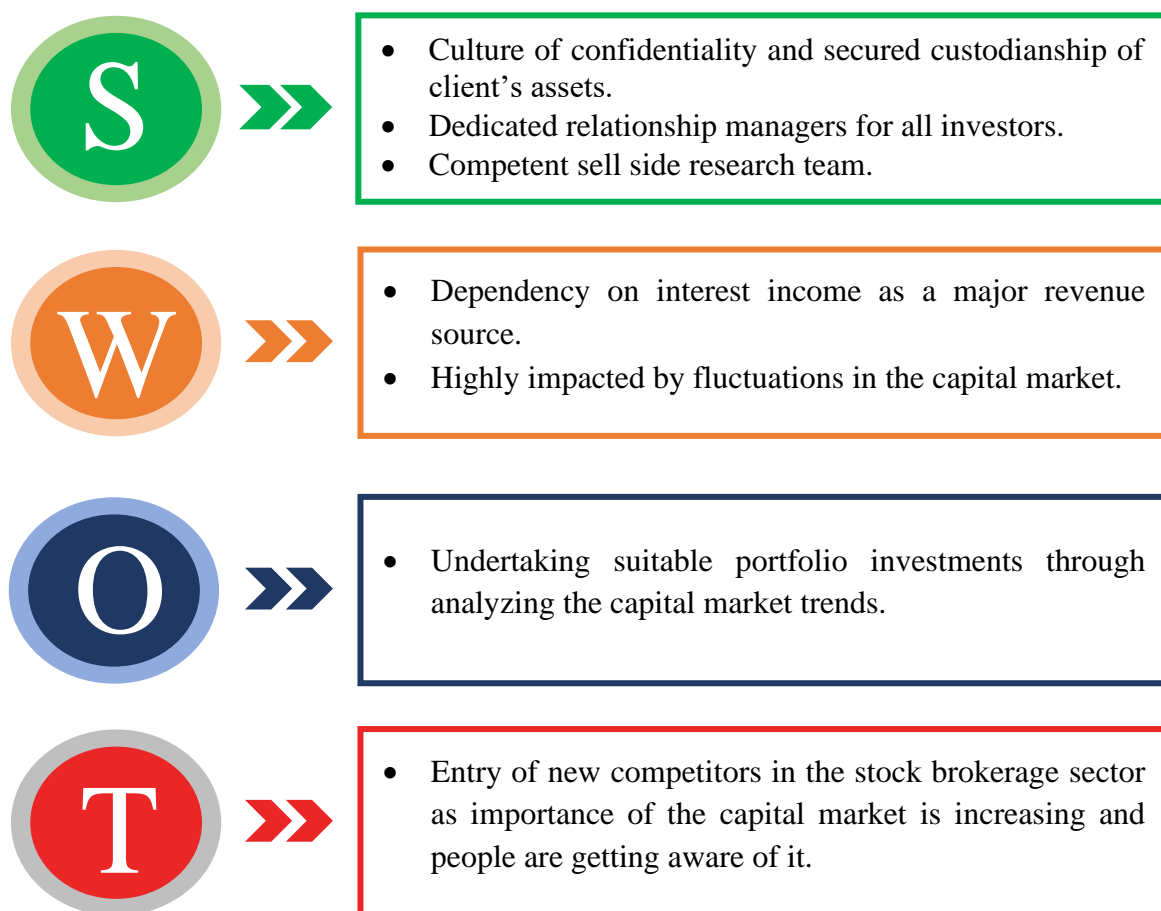 S
• Culture of confidentiality and secured custodianship of
client’s assets.
• Dedicated relationship managers for all investors.
• Competent sell side research team.
W
• Dependency on interest income as a major revenue
source.
• Highly impacted by fluctuations in the capital market.
O
• Undertaking suitable portfolio investments through
analyzing the capital market trends.
T
• Entry of new competitors in the stock brokerage sector
as importance of the capital market is increasing and
people are getting aware of it.